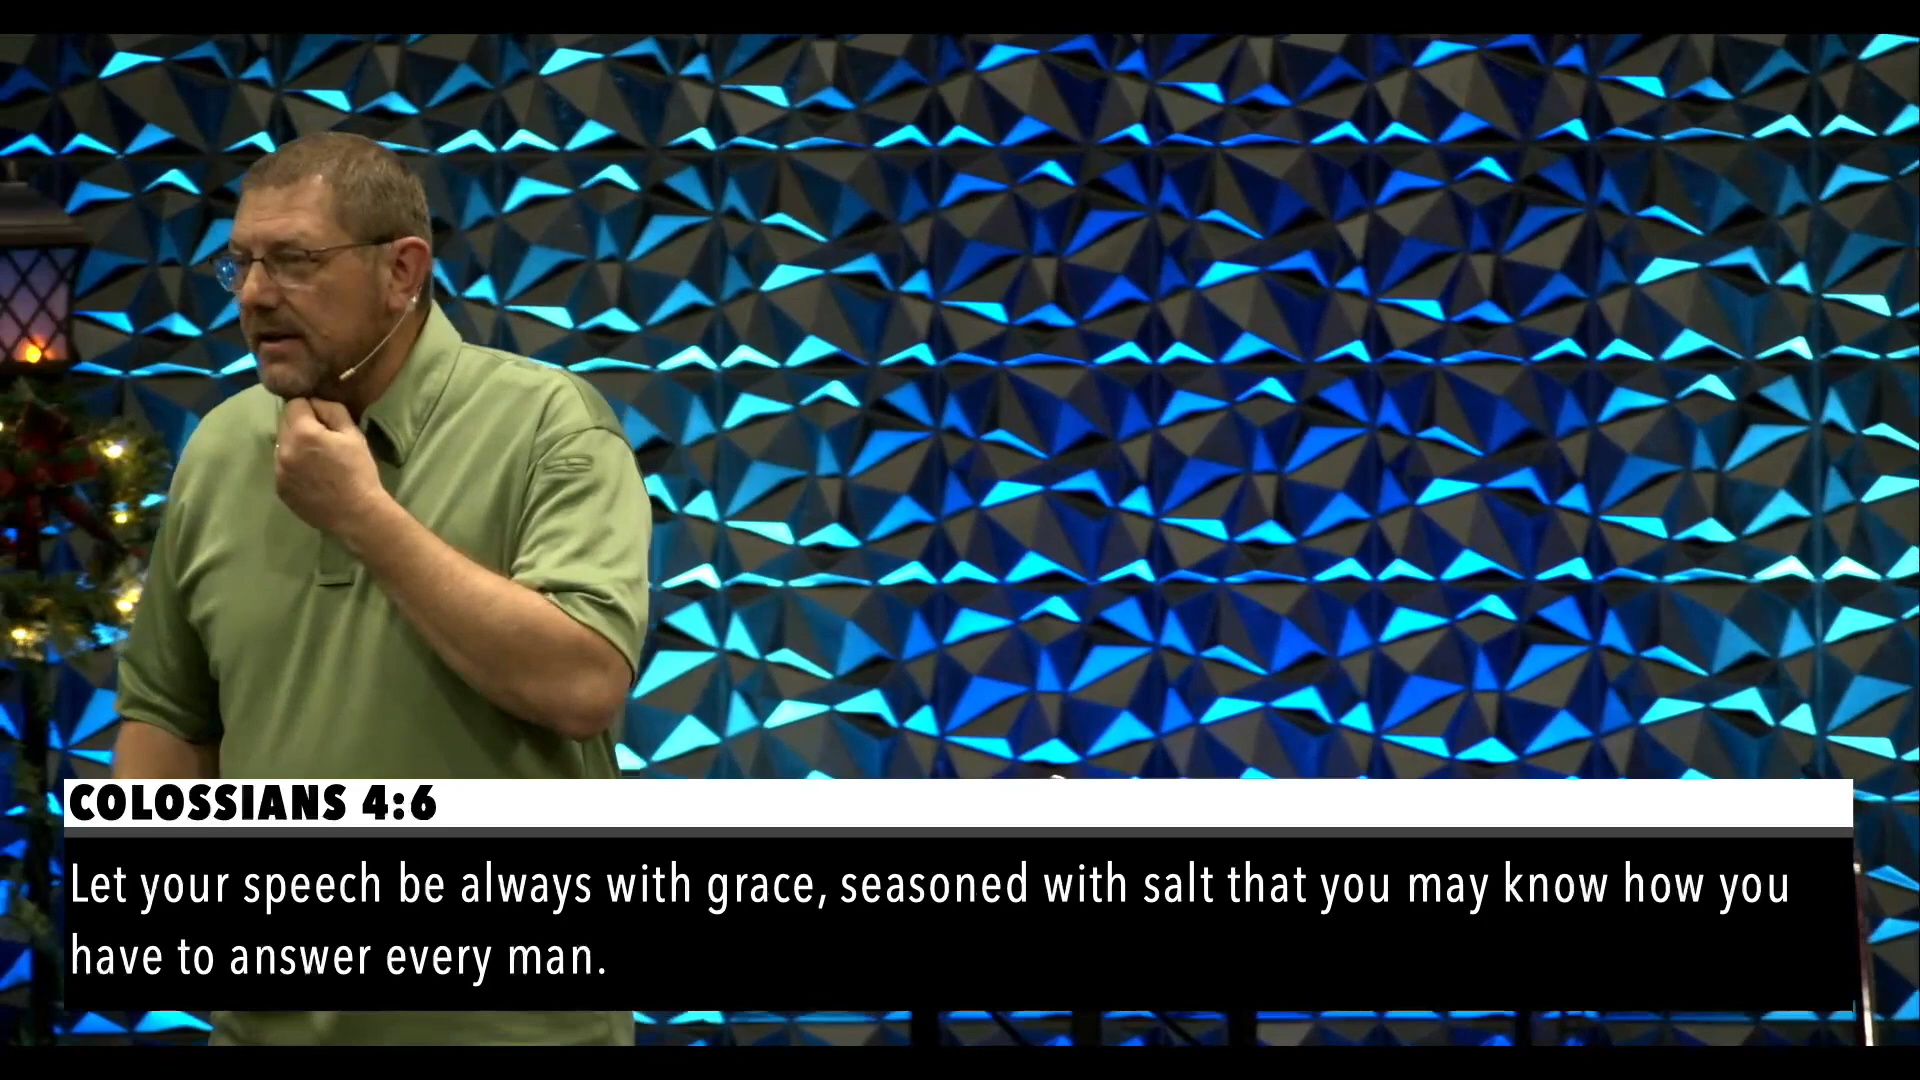 COLOSSIANS 4:6
Let your speech be always with grace, seasoned with salt that you may know how you
have to answer every man.